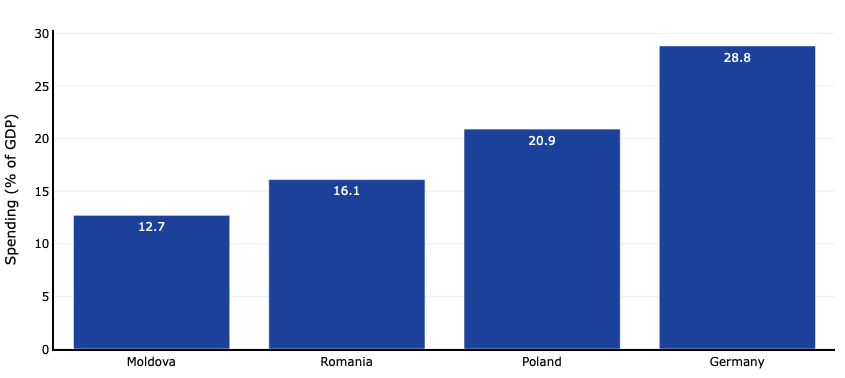 Spending (% of GDP)
30
25
20
15
10
5
0
12.7
16.1
20.9
28.8
Moldova
Romania
Poland
Germany